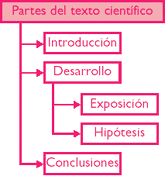 Partes del texto científico
Introducción
Desarrollo
Exposición
Hipótesis
Conclusiones